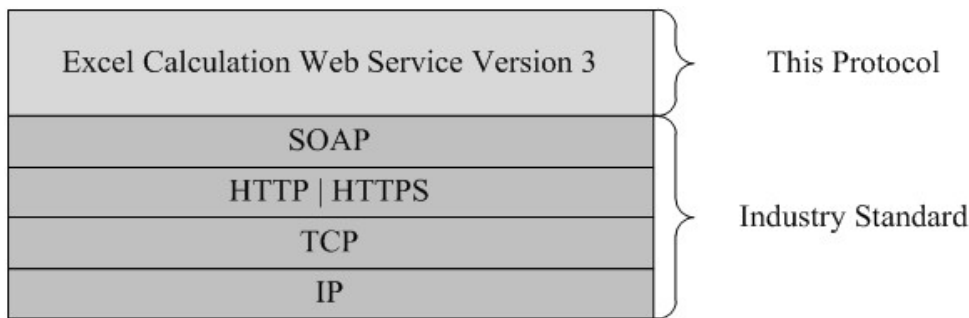 Excel Calculation Web Service Version 3
This Protocol
SOAP
HTTP | HTTPS
TCP
IP
Industry Standard